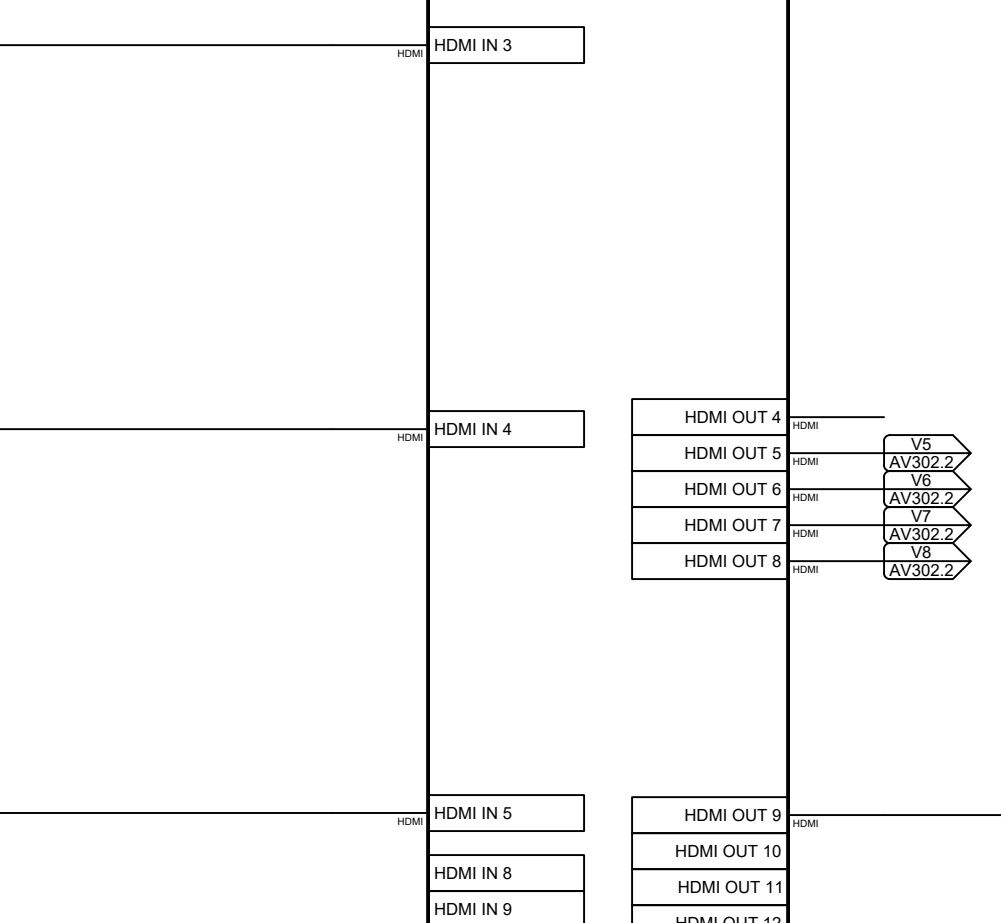 HDMI IN 3
HDMI
HDMI IN 4
HDMI
HDMI OUT 4
HDMI
HDMI OUT 5
HDMI
V5
AV302.2
HDMI OUT 6
HDMI
V6
AV302.2
HDMI OUT 7
HDMI
V7
AV302.2
HDMI OUT 8
HDMI
V8
AV302.2
HDMI IN 5
HDMI
HDMI OUT 9
HDMI
HDMI OUT 10
HDMI IN 8
HDMI OUT 11
HDMI IN 9
HDMI OUT 12